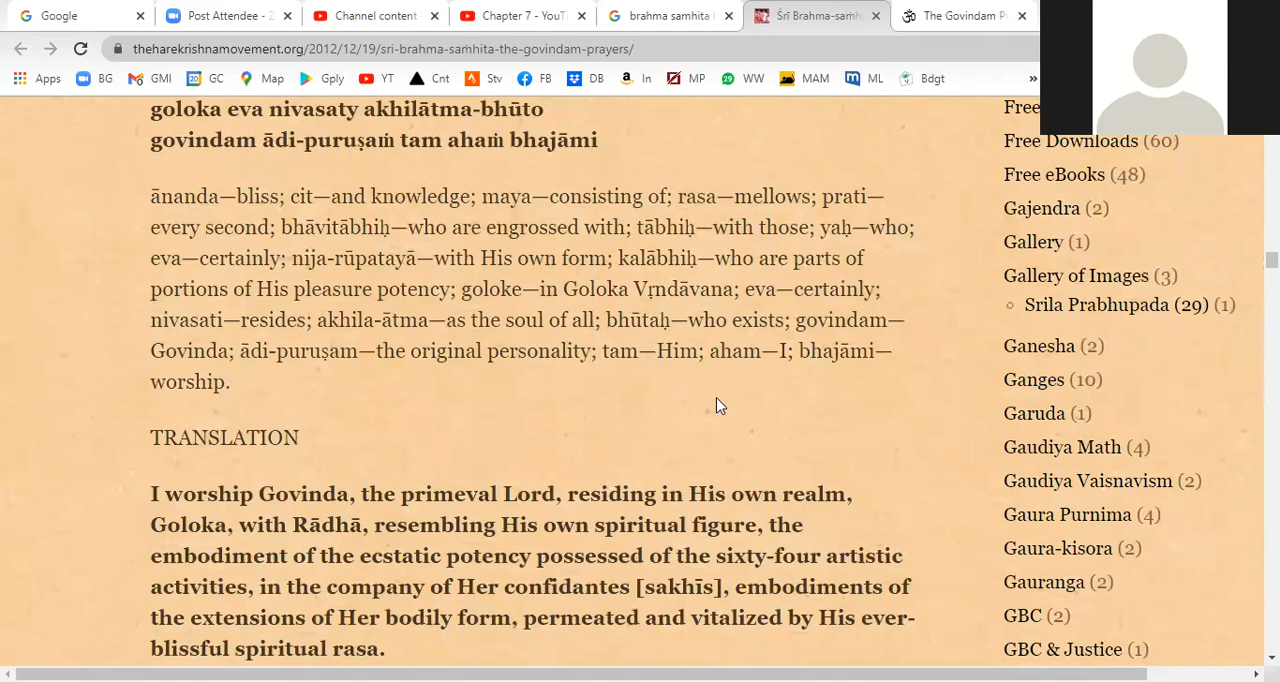 Google
Post Attendee - Z
Channel content
Chapter 7 - YouT
brahma samhita
Śrī Brahma-saṁh
The Govindam P
theharekrishnamovement.org/2012/12/19/sri-brahma-samhita-the-govindam-prayers/
Apps BG GMI GC Map Gply YT Cnt Stv FB DB In MP WW MAM ML Bdgt »
goloka eva nivasaty akhilātma-bhūto
govindam ādi-puruṣaṁ tam ahaṁ bhajāmi
ānanda—bliss; cit—and knowledge; maya—consisting of; rasa—mellows; prati—
every second; bhāvitābhiḥ—who are engrossed with; tābhiḥ—with those; yaḥ—who;
eva—certainly; nija-rūpatayā—with His own form; kalābhiḥ—who are parts of
portions of His pleasure potency; goloke—in Goloka Vṛndāvana; eva—certainly;
nivasati—resides; akhila-ātma—as the soul of all; bhūtaḥ—who exists; govindam—
Govinda; ādi-puruṣam—the original personality; tam—Him; aham—I; bhajāmi—
worship.
TRANSLATION
I worship Govinda, the primeval Lord, residing in His own realm,
Goloka, with Rādhā, resembling His own spiritual figure, the
embodiment of the ecstatic potency possessed of the sixty-four artistic
activities, in the company of Her confidantes [sakhīs], embodiments of
the extensions of Her bodily form, permeated and vitalized by His ever-
blissful spiritual rasa.
Free
Free Downloads (60)
Free eBooks (48)
Gajendra (2)
Gallery (1)
Gallery of Images (3)
Srila Prabhupada (29) (1)
Ganesha (2)
Ganges (10)
Garuda (1)
Gaudiya Math (4)
Gaudiya Vaisnavism (2)
Gaura Purnima (4)
Gaura-kisora (2)
Gauranga (2)
GBC (2)
GBC & Justice (1)